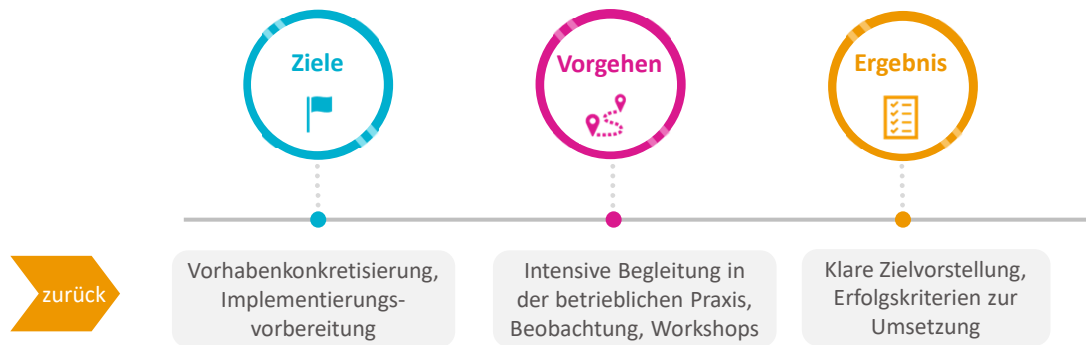 Ziele
Vorgehen
Ergebnis
zurück
Vorhabenkonkretisierung,
Implementierungs-
vorbereitung
Intensive Begleitung in
der betrieblichen Praxis,
Beobachtung, Workshops
Klare Zielvorstellung,
Erfolgskriterien zur
Umsetzung